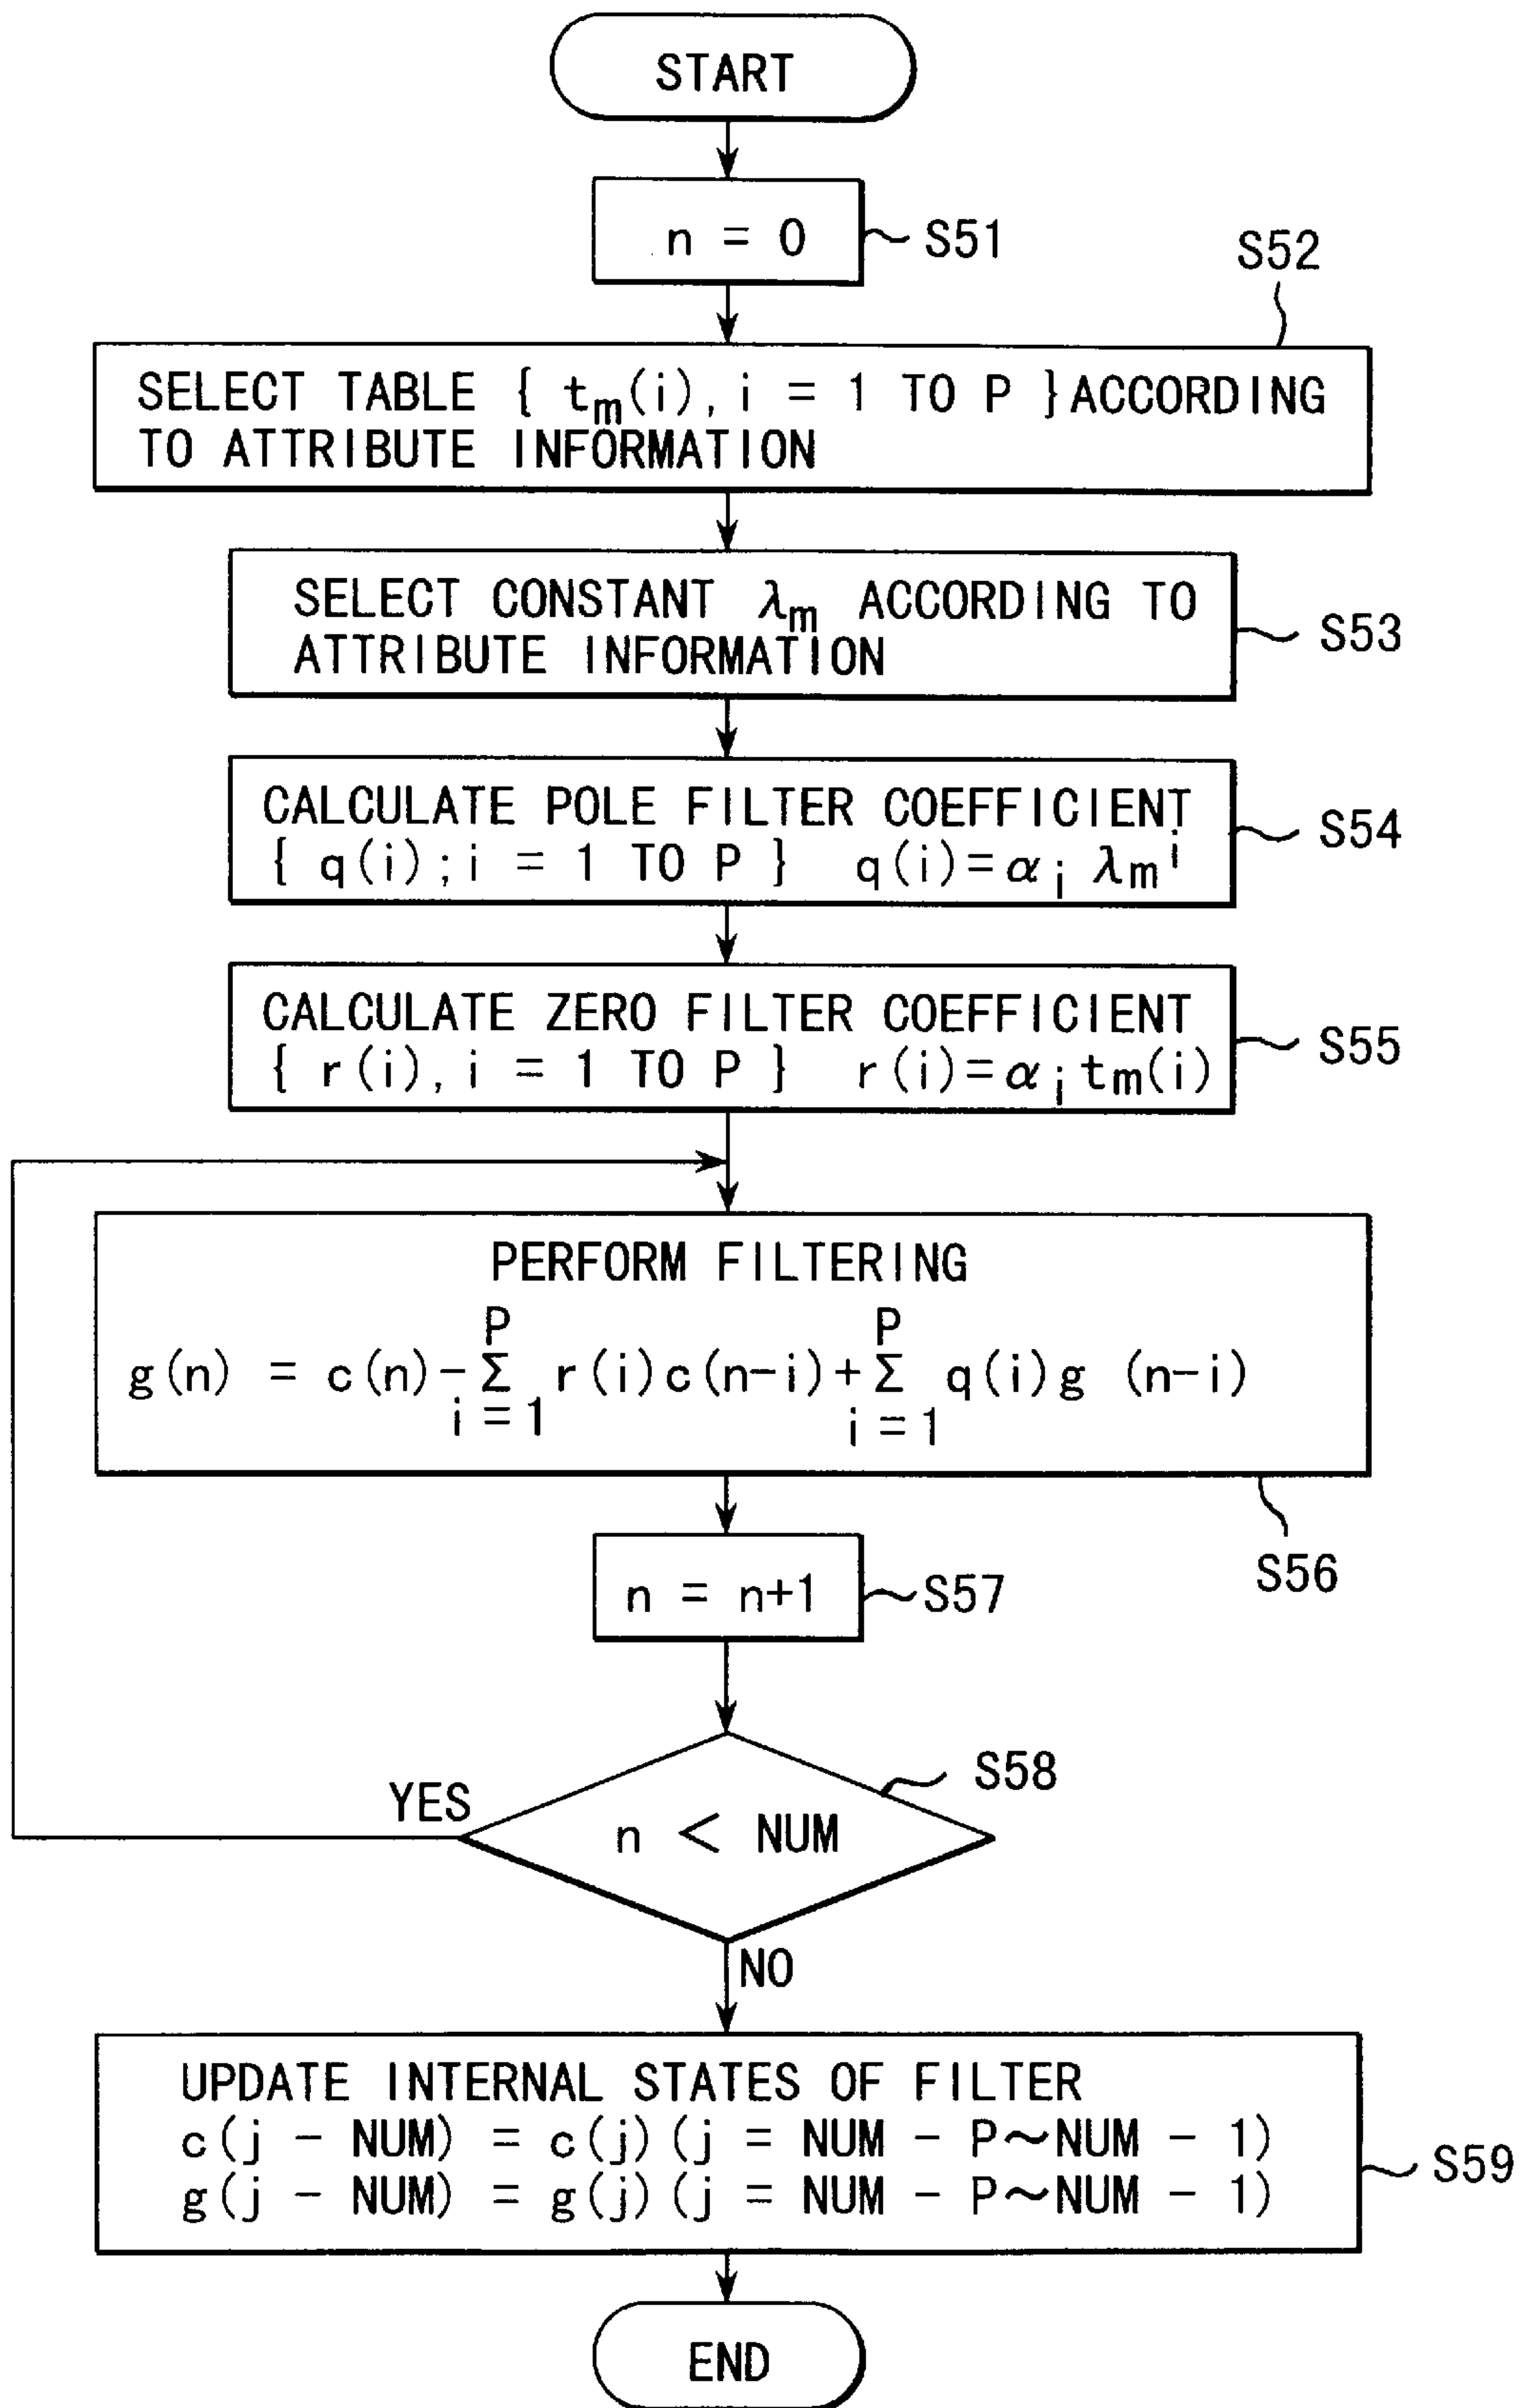 START
n = 0
S51
S52
SELECT TABLE { tₘ(i), i = 1 TO P } ACCORDING
TO ATTRIBUTE INFORMATION
SELECT CONSTANT λₘ ACCORDING TO
ATTRIBUTE INFORMATION
S53
CALCULATE POLE FILTER COEFFICIENT
{ q(i) ; i = 1 TO P } q(i)=αᵢ λₘⁱ
S54
CALCULATE ZERO FILTER COEFFICIENT
{ r(i), i = 1 TO P } r(i)=αᵢ tₘ(i)
S55
PERFORM FILTERING
P P
g(n) = c(n)-Σ r(i)c(n-i)+Σ q(i)g (n-i)
i = 1 i = 1
S56
n = n+1
S57
S58
YES
n < NUM
NO
UPDATE INTERNAL STATES OF FILTER
c(j - NUM) = c(j) (j = NUM - P~NUM - 1)
g(j - NUM) = g(j) (j = NUM - P~NUM - 1)
S59
END